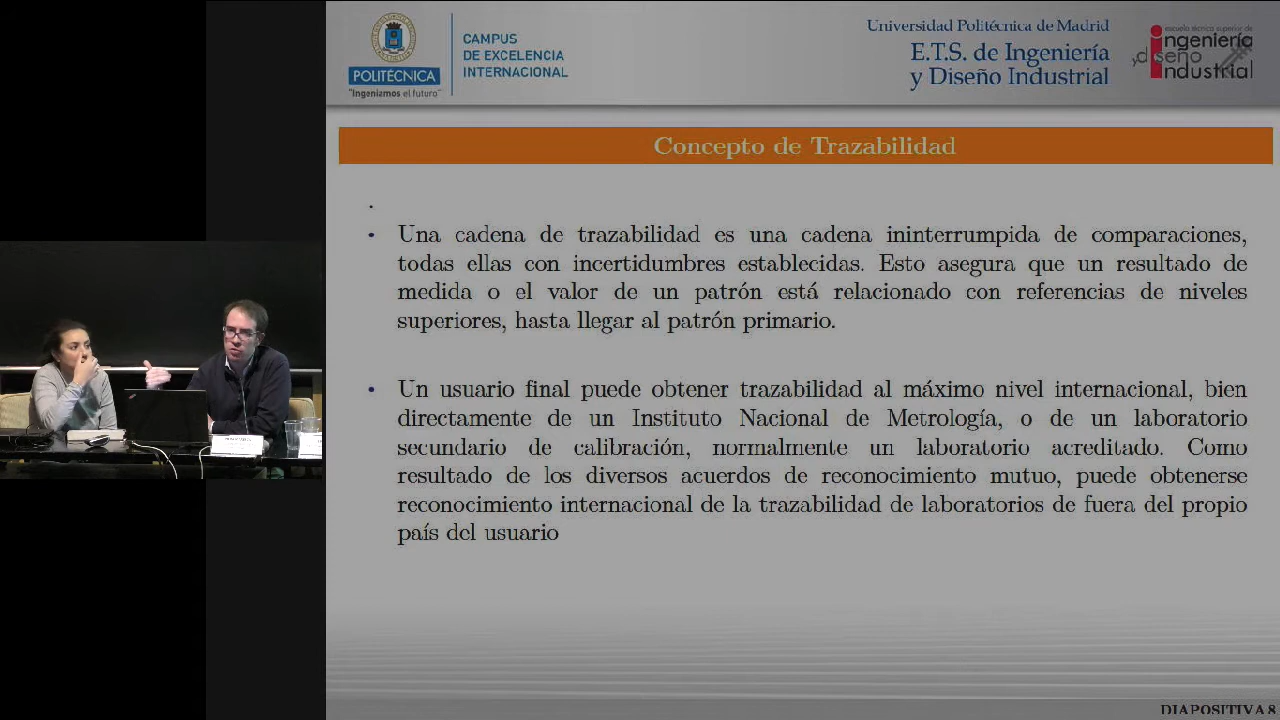 CAMPUS
DE EXCELENCIA
INTERNACIONAL
POLITÉCNICA
"Ingeniamos el futuro"
Universidad Politécnica de Madrid
E.T.S. de Ingeniería
y Diseño Industrial
escuela técnica superior de
ingeniería
y diseño
industrial
Concepto de Trazabilidad
Una cadena de trazabilidad es una cadena ininterrumpida de comparaciones,
todas ellas con incertidumbres establecidas. Esto asegura que un resultado de
medida o el valor de un patrón está relacionado con referencias de niveles
superiores, hasta llegar al patrón primario.
Un usuario final puede obtener trazabilidad al máximo nivel internacional, bien
directamente de un Instituto Nacional de Metrología, o de un laboratorio
secundario de calibración, normalmente un laboratorio acreditado. Como
resultado de los diversos acuerdos de reconocimiento mutuo, puede obtenerse
reconocimiento internacional de la trazabilidad de laboratorios de fuera del propio
país del usuario
DIAPOSITIVA 8